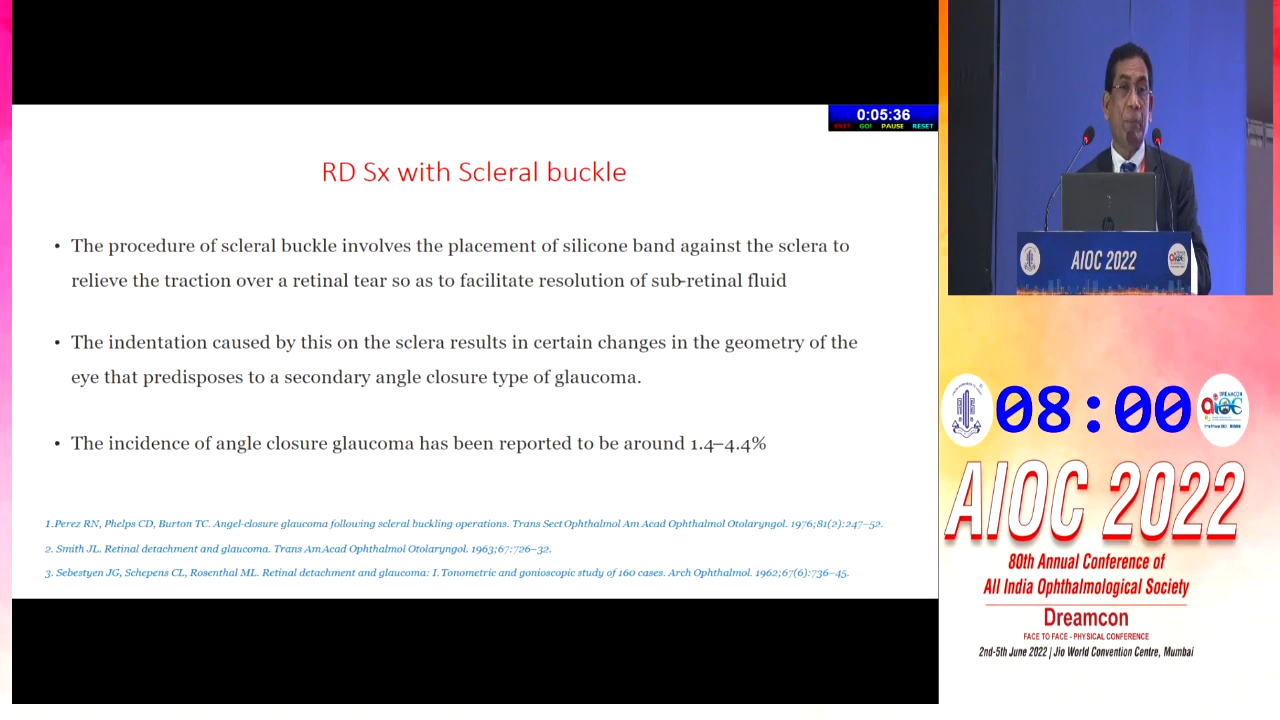 0:05:36
GO! PAUSE RESET
RD Sx with Scleral buckle
• The procedure of scleral buckle involves the placement of silicone band against the sclera to
relieve the traction over a retinal tear so as to facilitate resolution of sub-retinal fluid
• The indentation caused by this on the sclera results in certain changes in the geometry of the
eye that predisposes to a secondary angle closure type of glaucoma.
• The incidence of angle closure glaucoma has been reported to be around 1.4–4.4%
1.Perez RN, Phelps CD, Burton TC. Angel-closure glaucoma following scleral buckling operations. Trans Sect Ophthalmol Am Acad Ophthalmol Otolaryngol. 1976;81(2):247–52.
2. Smith JL. Retinal detachment and glaucoma. Trans Am Acad Ophthalmol Otolaryngol. 1963;67:726–32.
3. Sebestyen JG, Schepens CL, Rosenthal ML. Retinal detachment and glaucoma: I. Tonometric and gonioscopic study of 160 cases. Arch Ophthalmol. 1962;67(6):736–45.
AIOC 2022
08:00
DREAMCON
aioc
AIOC 2022
80th Annual Conference of
All India Ophthalmological Society
Dreamcon
FACE TO FACE - PHYSICAL CONFERENCE
2nd-5th June 2022 | Jio World Convention Centre, Mumbai